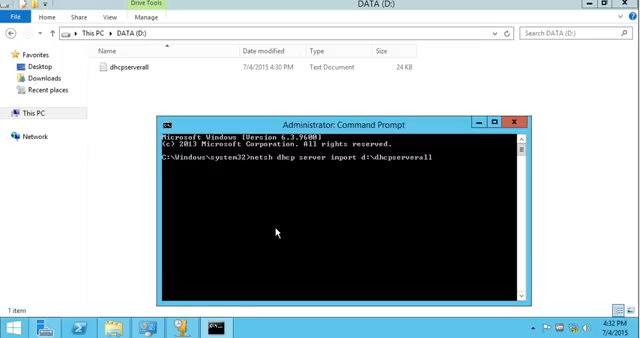 Drive Tools
DATA (D:)
File Home Share View Manage
This PC DATA (D:) Search DATA (D:)
Favorites
Desktop
Downloads
Recent places
This PC
Network
Name Date modified Type Size
dhcpserverall 7/4/2015 4:30 PM Text Document 24 KB
Administrator: Command Prompt
Microsoft Windows [Version 6.3.9600]
(c) 2013 Microsoft Corporation. All rights reserved.
C:\Windows\system32>netsh dhcp server import d:\dhcpserverall
1 item
4:32 PM
7/4/2015